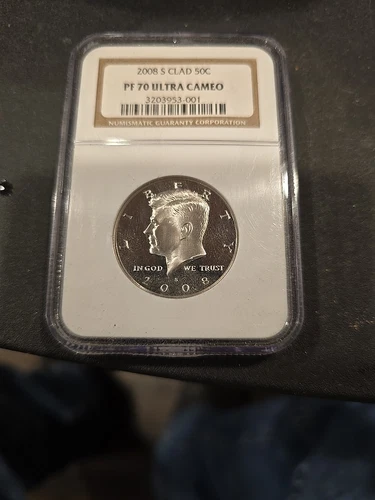 2008 S CLAD 50C
PF 70 ULTRA CAMEO
3203953-001
NUMISMATIC GUARANTY CORPORATION
LIBERTY
IN GOD WE TRUST
S
2008